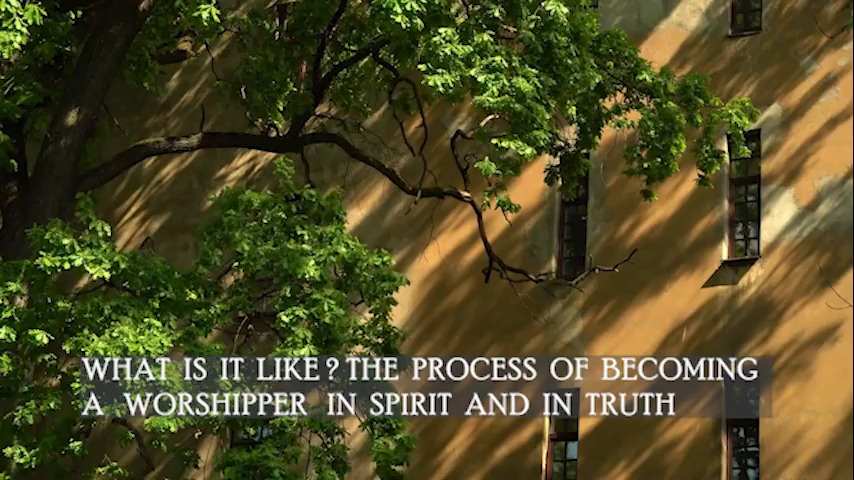 WHAT IS IT LIKE? THE PROCESS OF BECOMING
A WORSHIPPER IN SPIRIT AND IN TRUTH